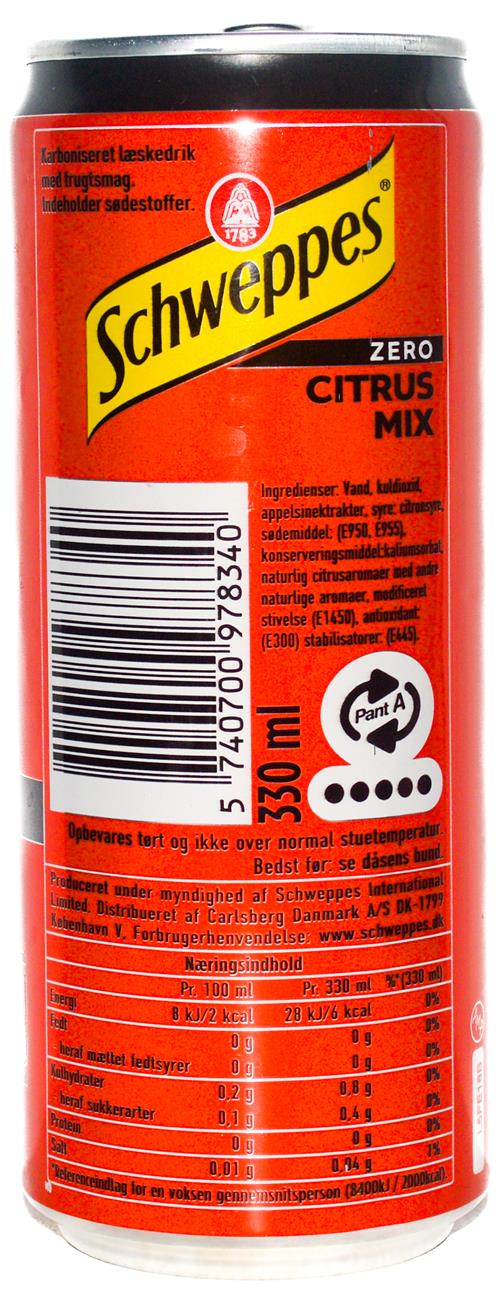 Karboniseret læskedrik
med frugtsmag.
Indeholder sødestoffer.
1783
Schweppes®
ZERO
CITRUS
MIX
Ingredienser: Vand, kuldioxid,
appelsinektrakter, syre: citronsyre,
sødemiddel: (E950, E955),
konserveringsmiddel:kaliumsorbat,
naturlig citrusaromaer med andre
naturlige aromaer, modificeret
stivelse (E1450), antioxidant:
(E300) stabilisatorer: (E445).
5 740700 978340
330 ml
Pant A
Opbevares tørt og ikke over normal stuetemperatur.
Bedst før: se dåsens bund.
Produceret under myndighed af Schweppes International
Limited. Distribueret af Carlsberg Danmark A/S DK-1799
København V, Forbrugerhenvendelse: www.schweppes.dk
Næringsindhold
Pr. 100 ml Pr. 330 ml %*(330 ml)
Energi 8 kJ/2 kcal 28 kJ/6 kcal 0%
Fedt 0 g 0 g 0%
heraf mættet fedtsyrer 0 g 0 g 0%
Kulhydrater 0,2 g 0,8 g 0%
heraf sukkerarter 0,1 g 0,4 g 0%
Protein 0 g 0 g 0%
Salt 0,01 g 0,04 g 1%
*Referenceindtag for en voksen gennemsnitsperson (8400kJ / 2000kcal).